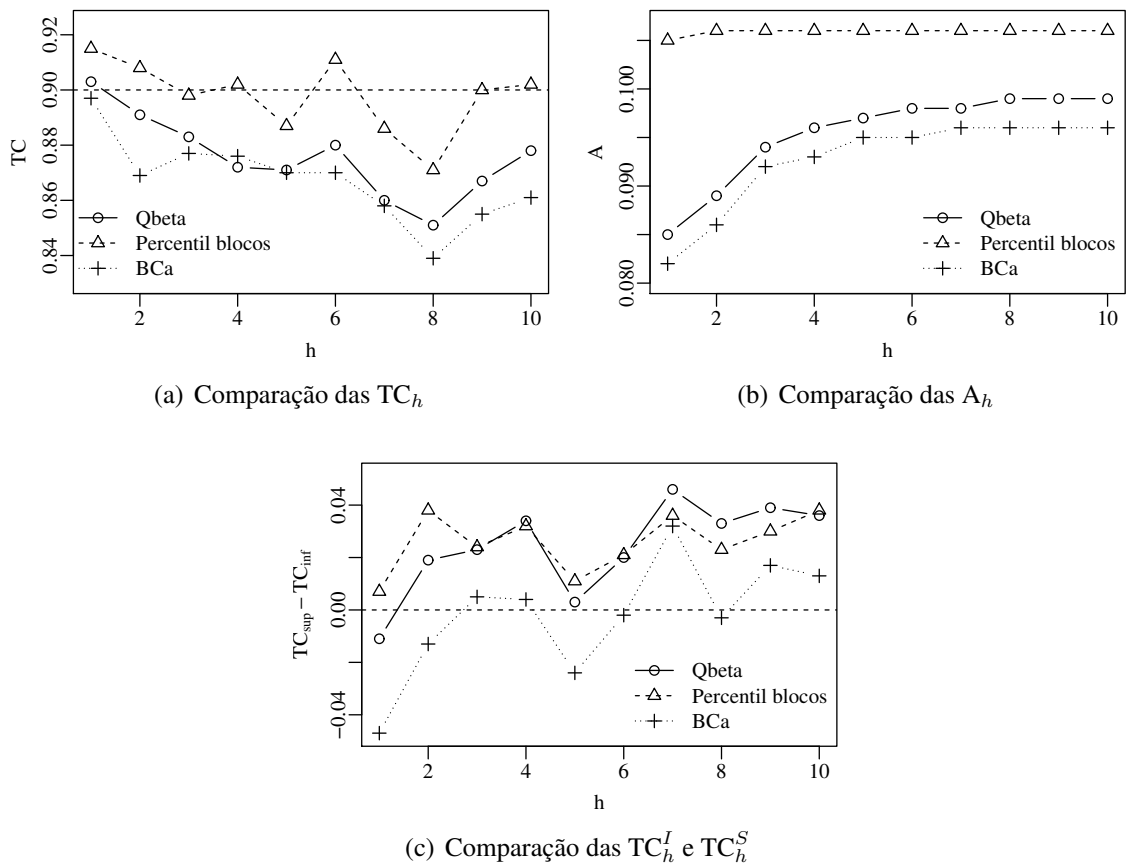 0.92
0.90
0.88
0.86
0.84
TC
Qbeta
Percentil blocos
BCa
2 4 6 8 10
h
(a) Comparação das TC_h
0.100
0.090
0.080
A
Qbeta
Percentil blocos
BCa
2 4 6 8 10
h
(b) Comparação das A_h
0.04
0.00
−0.04
TC_sup − TC_inf
Qbeta
Percentil blocos
BCa
2 4 6 8 10
h
(c) Comparação das TC_h^I e TC_h^S